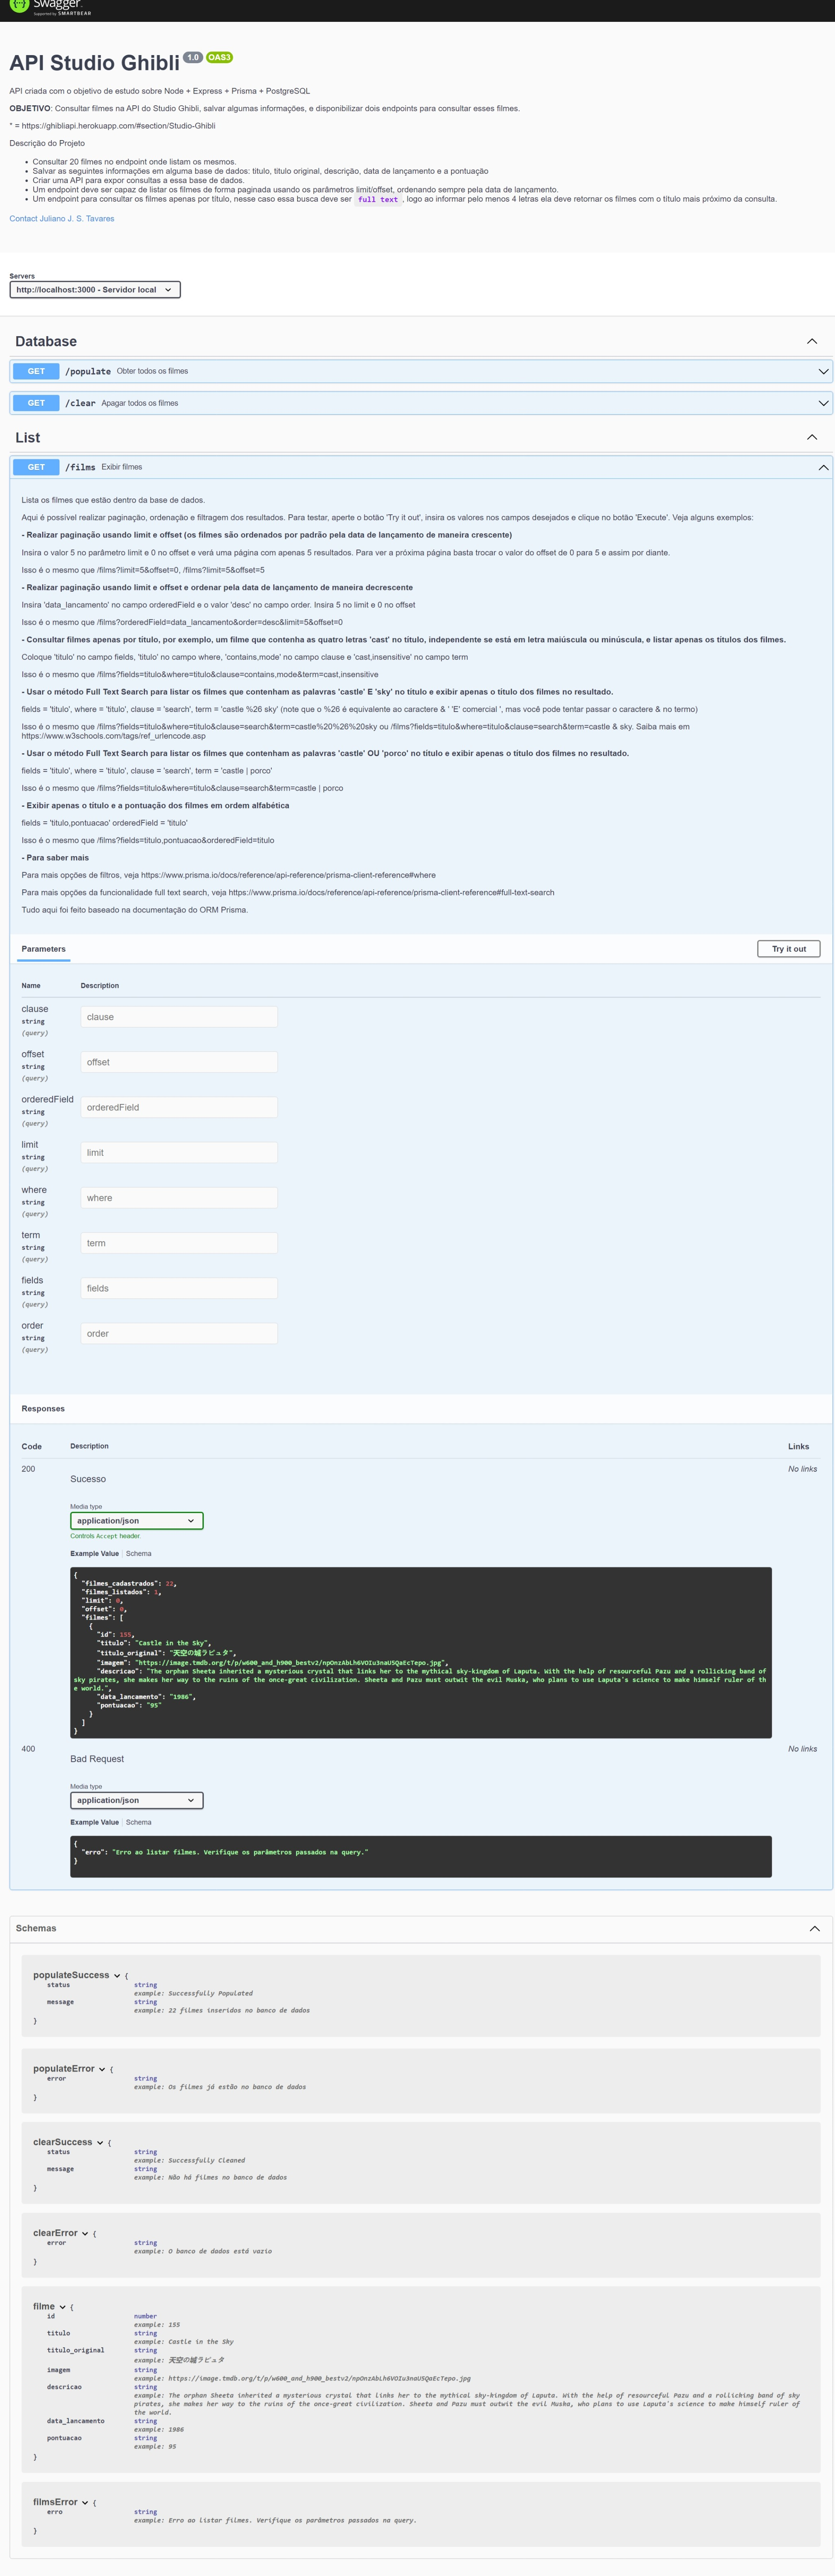 Swagger
Supported by SMARTBEAR
API Studio Ghibli 1.0 OAS3
API criada com o objetivo de estudo sobre Node + Express + Prisma + PostgreSQL
OBJETIVO: Consultar filmes na API do Studio Ghibli, salvar algumas informações, e disponibilizar dois endpoints para consultar esses filmes.
* = https://ghibliapi.herokuapp.com/#section/Studio-Ghibli
Descrição do Projeto
Consultar 20 filmes no endpoint onde listam os mesmos.
Salvar as seguintes informações em alguma base de dados: titulo, titulo original, descrição, data de lançamento e a pontuação
Criar uma API para expor consultas a essa base de dados.
Um endpoint deve ser capaz de listar os filmes de forma paginada usando os parâmetros limit/offset, ordenando sempre pela data de lançamento.
Um endpoint para consultar os filmes apenas por título, nesse caso essa busca deve ser full text, logo ao informar pelo menos 4 letras ela deve retornar os filmes com o título mais próximo da consulta.
Contact Juliano J. S. Tavares
Servers
http://localhost:3000 - Servidor local
Database
GET /populate Obter todos os filmes
GET /clear Apagar todos os filmes
List
GET /films Exibir filmes
Lista os filmes que estão dentro da base de dados.
Aqui é possível realizar paginação, ordenação e filtragem dos resultados. Para testar, aperte o botão 'Try it out', insira os valores nos campos desejados e clique no botão 'Execute'. Veja alguns exemplos:
- Realizar paginação usando limit e offset (os filmes são ordenados por padrão pela data de lançamento de maneira crescente)
Insira o valor 5 no parâmetro limit e 0 no offset e verá uma página com apenas 5 resultados. Para ver a próxima página basta trocar o valor do offset de 0 para 5 e assim por diante.
Isso é o mesmo que /films?limit=5&offset=0, /films?limit=5&offset=5
- Realizar paginação usando limit e offset e ordenar pela data de lançamento de maneira decrescente
Insira 'data_lancamento' no campo orderedField e o valor 'desc' no campo order. Insira 5 no limit e 0 no offset
Isso é o mesmo que /films?orderedField=data_lancamento&order=desc&limit=5&offset=0
- Consultar filmes apenas por título, por exemplo, um filme que contenha as quatro letras 'cast' no título, independente se está em letra maiúscula ou minúscula, e listar apenas os títulos dos filmes.
Coloque 'titulo' no campo fields, 'titulo' no campo where, 'contains,mode' no campo clause e 'cast,insensitive' no campo term
Isso é o mesmo que /films?fields=titulo&where=titulo&clause=contains,mode&term=cast,insensitive
- Usar o método Full Text Search para listar os filmes que contenham as palavras 'castle' E 'sky' no título e exibir apenas o título dos filmes no resultado.
fields = 'titulo', where = 'titulo', clause = 'search', term = 'castle %26 sky' (note que o %26 é equivalente ao caractere & ' 'E' comercial ', mas você pode tentar passar o caractere & no termo)
Isso é o mesmo que /films?fields=titulo&where=titulo&clause=search&term=castle%20%26%20sky ou /films?fields=titulo&where=titulo&clause=search&term=castle & sky. Saiba mais em
https://www.w3schools.com/tags/ref_urlencode.asp
- Usar o método Full Text Search para listar os filmes que contenham as palavras 'castle' OU 'porco' no título e exibir apenas o título dos filmes no resultado.
fields = 'titulo', where = 'titulo', clause = 'search', term = 'castle | porco'
Isso é o mesmo que /films?fields=titulo&where=titulo&clause=search&term=castle | porco
- Exibir apenas o título e a pontuação dos filmes em ordem alfabética
fields = 'titulo,pontuacao' orderedField = 'titulo'
Isso é o mesmo que /films?fields=titulo,pontuacao&orderedField=titulo
- Para saber mais
Para mais opções de filtros, veja https://www.prisma.io/docs/reference/api-reference/prisma-client-reference#where
Para mais opções da funcionalidade full text search, veja https://www.prisma.io/docs/reference/api-reference/prisma-client-reference#full-text-search
Tudo aqui foi feito baseado na documentação do ORM Prisma.
Parameters Try it out
Name Description
clause
string
(query)
clause
offset
string
(query)
offset
orderedField
string
(query)
orderedField
limit
string
(query)
limit
where
string
(query)
where
term
string
(query)
term
fields
string
(query)
fields
order
string
(query)
order
Responses
Code Description Links
200 Sucesso No links
Media type
application/json
Controls Accept header
Example Value | Schema
{
"filmes_cadastrados": 22,
"filmes_listados": 1,
"limit": 0,
"offset": 0,
"filmes": [
{
"id": 155,
"titulo": "Castle in the Sky",
"titulo_original": "天空の城ラピュタ",
"imagem": "https://image.tmdb.org/t/p/w600_and_h900_bestv2/npOnzAbLh6VOIu3naU5QaEcTepo.jpg",
"descricao": "The orphan Sheeta inherited a mysterious crystal that links her to the mythical sky-kingdom of Laputa. With the help of resourceful Pazu and a rollicking band of
sky pirates, she makes her way to the ruins of the once-great civilization. Sheeta and Pazu must outwit the evil Muska, who plans to use Laputa's science to make himself ruler of th
e world.",
"data_lancamento": "1986",
"pontuacao": "95"
}
]
}
400 Bad Request No links
Media type
application/json
Example Value | Schema
{
"erro": "Erro ao listar filmes. Verifique os parâmetros passados na query."
}
Schemas
populateSuccess {
status string
example: Successfully Populated
message string
example: 22 filmes inseridos no banco de dados
}
populateError {
error string
example: Os filmes já estão no banco de dados
}
clearSuccess {
status string
example: Successfully Cleaned
message string
example: Não há filmes no banco de dados
}
clearError {
error string
example: O banco de dados está vazio
}
filme {
id number
example: 155
titulo string
example: Castle in the Sky
titulo_original string
example: 天空の城ラピュタ
imagem string
example: https://image.tmdb.org/t/p/w600_and_h900_bestv2/npOnzAbLh6VOIu3naU5QaEcTepo.jpg
descricao string
example: The orphan Sheeta inherited a mysterious crystal that links her to the mythical sky-kingdom of Laputa. With the help of resourceful Pazu and a rollicking band of sky
pirates, she makes her way to the ruins of the once-great civilization. Sheeta and Pazu must outwit the evil Muska, who plans to use Laputa's science to make himself ruler of
the world.
data_lancamento string
example: 1986
pontuacao string
example: 95
}
filmsError {
erro string
example: Erro ao listar filmes. Verifique os parâmetros passados na query.
}